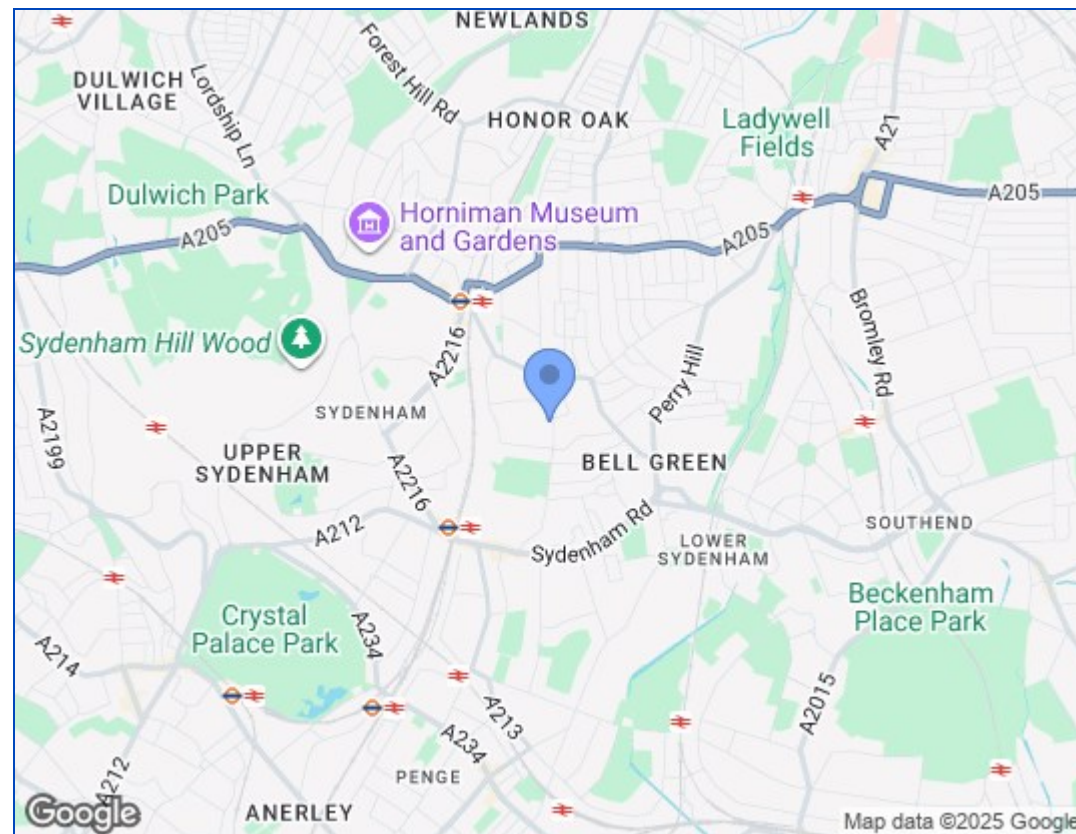 NEWLANDS
DULWICH
VILLAGE
Lordship Ln
Forest Hill Rd
HONOR OAK
Ladywell
Fields
A21
A205
Dulwich Park
Horniman Museum
and Gardens
A205
A205
Sydenham Hill Wood
A2216
Perry Hill
Bromley Rd
SYDENHAM
A2199
UPPER
SYDENHAM
A2216
BELL GREEN
A212
Sydenham Rd
LOWER
SYDENHAM
SOUTHEND
Crystal
Palace Park
A234
Beckenham
Place Park
A214
A213
A2015
A234
A212
PENGE
ANERLEY
Google
Map data ©2025 Google